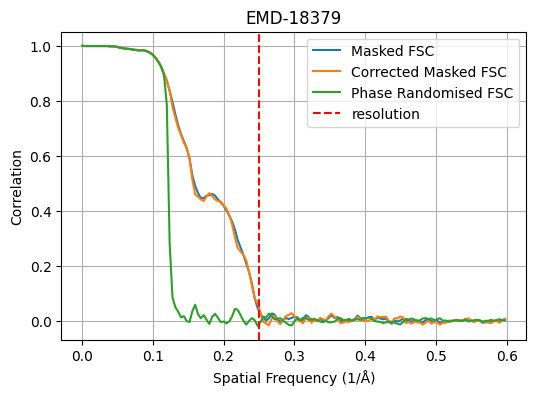 EMD-18379
1.0
0.8
0.6
0.4
0.2
0.0
Correlation
Masked FSC
Corrected Masked FSC
Phase Randomised FSC
resolution
0.0 0.1 0.2 0.3 0.4 0.5 0.6
Spatial Frequency (1/Å)